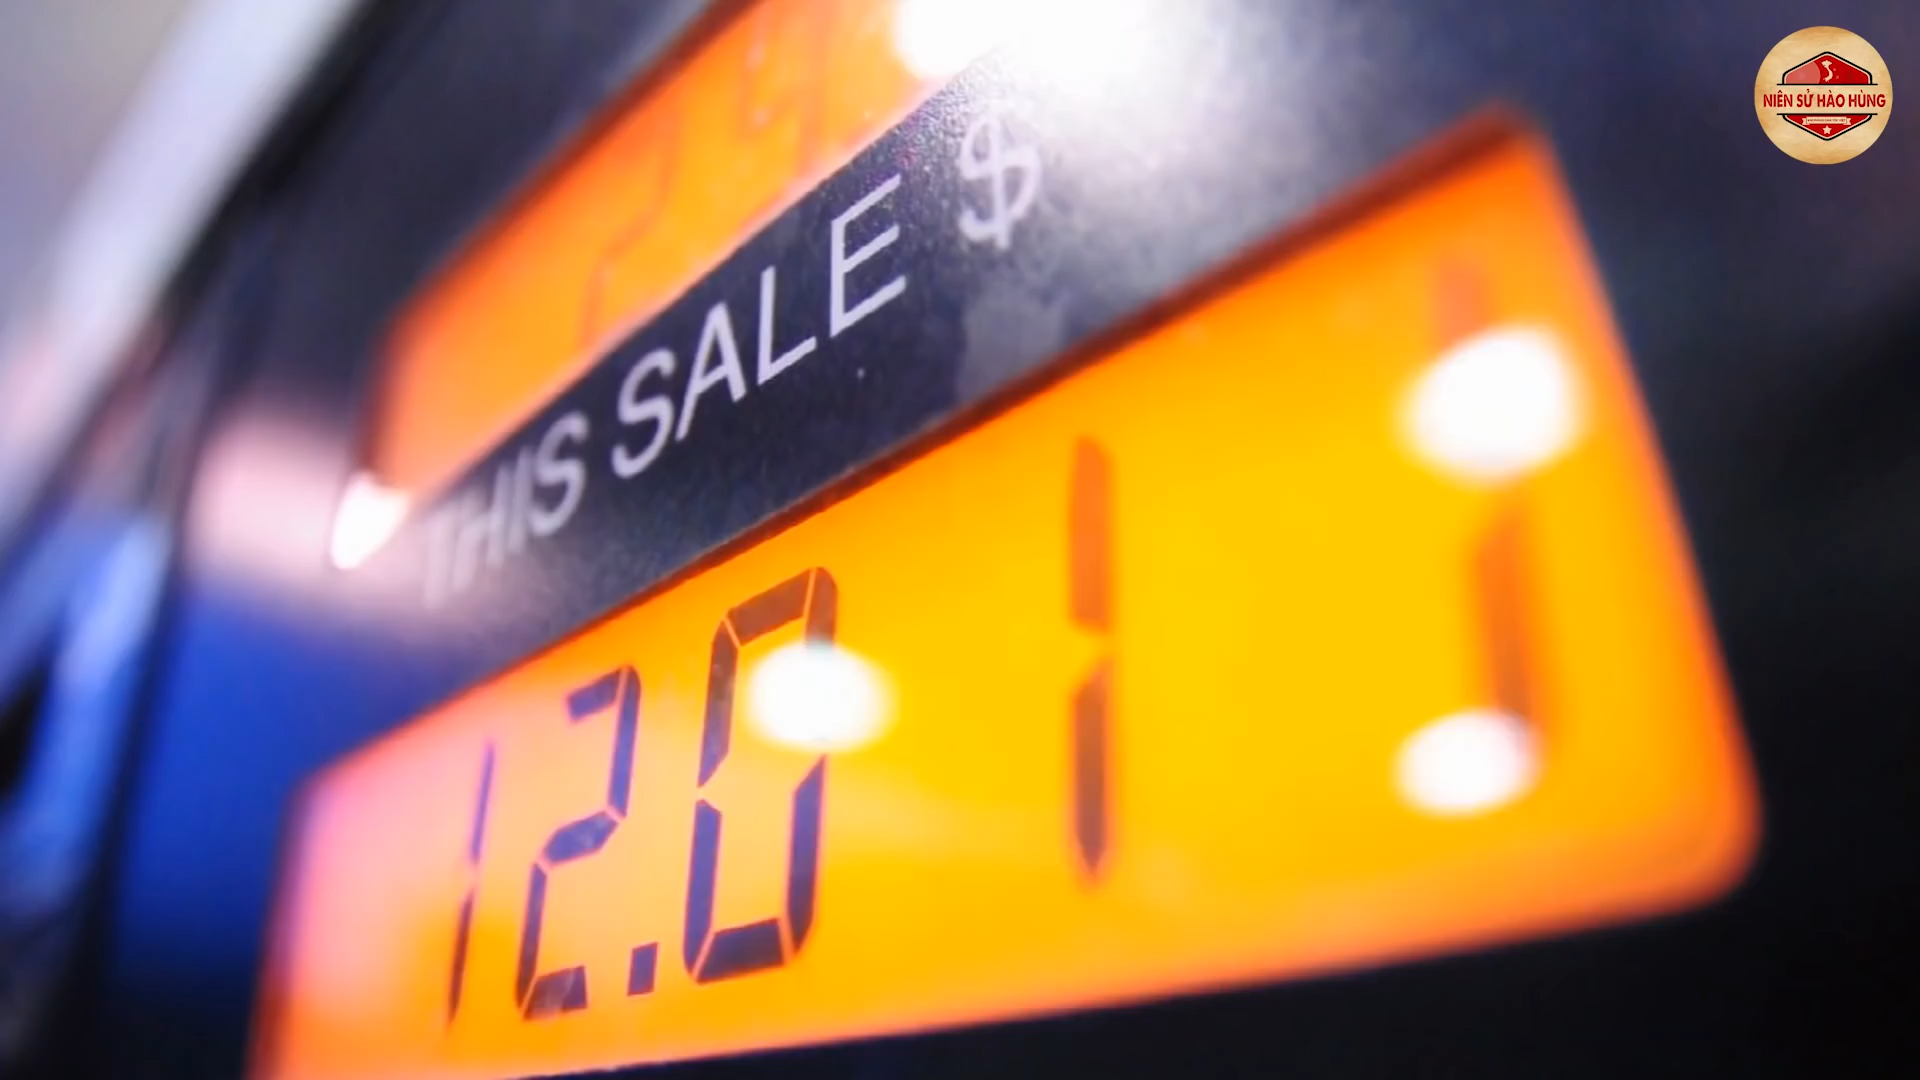 NIÊN SỬ HÀO HÙNG
THIS SALE $
12.01